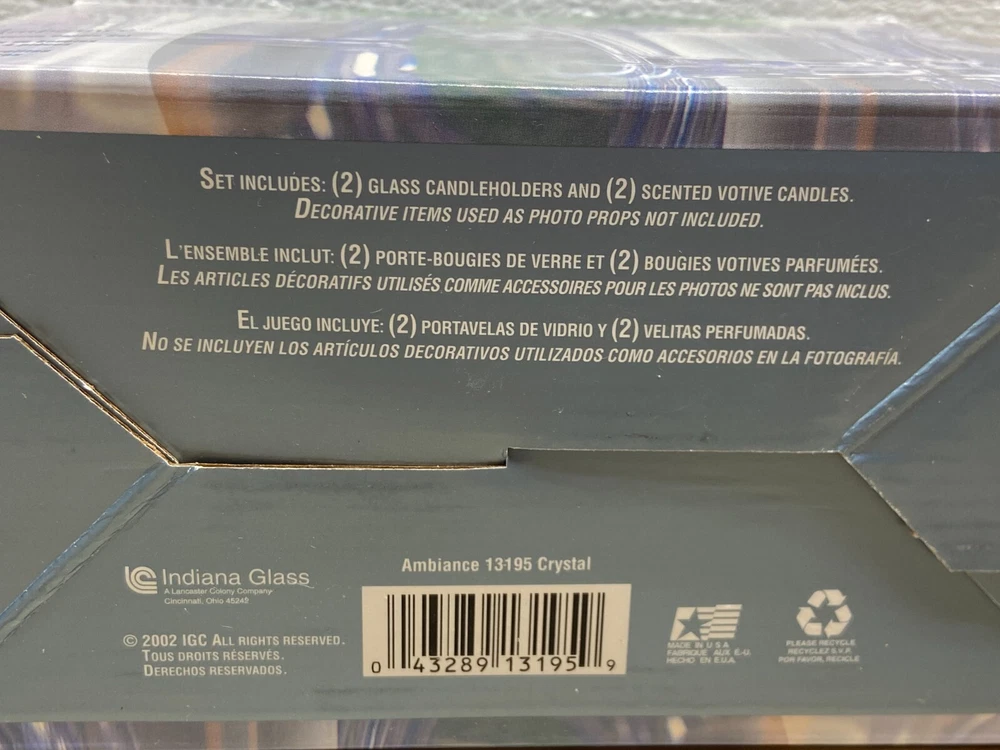 SET INCLUDES: (2) GLASS CANDLEHOLDERS AND (2) SCENTED VOTIVE CANDLES.
DECORATIVE ITEMS USED AS PHOTO PROPS NOT INCLUDED.
L'ENSEMBLE INCLUT: (2) PORTE-BOUGIES DE VERRE ET (2) BOUGIES VOTIVES PARFUMÉES.
LES ARTICLES DÉCORATIFS UTILISÉS COMME ACCESSOIRES POUR LES PHOTOS NE SONT PAS INCLUS.
EL JUEGO INCLUYE: (2) PORTAVELAS DE VIDRIO Y (2) VELITAS PERFUMADAS.
NO SE INCLUYEN LOS ARTÍCULOS DECORATIVOS UTILIZADOS COMO ACCESORIOS EN LA FOTOGRAFÍA.
Ambiance 13195 Crystal
Indiana Glass
A Lancaster Colony Company
Cincinnati, Ohio 45249
© 2002 IGC ALL RIGHTS RESERVED.
TOUS DROITS RÉSERVÉS.
DERECHOS RESERVADOS.
0 43289 13195 9
MADE IN U S A
FABRIQUÉ AUX É.-U.
HECHO EN E.U.A.
PLEASE RECYCLE
RECYCLEZ S.V.P.
POR FAVOR, RECICLE